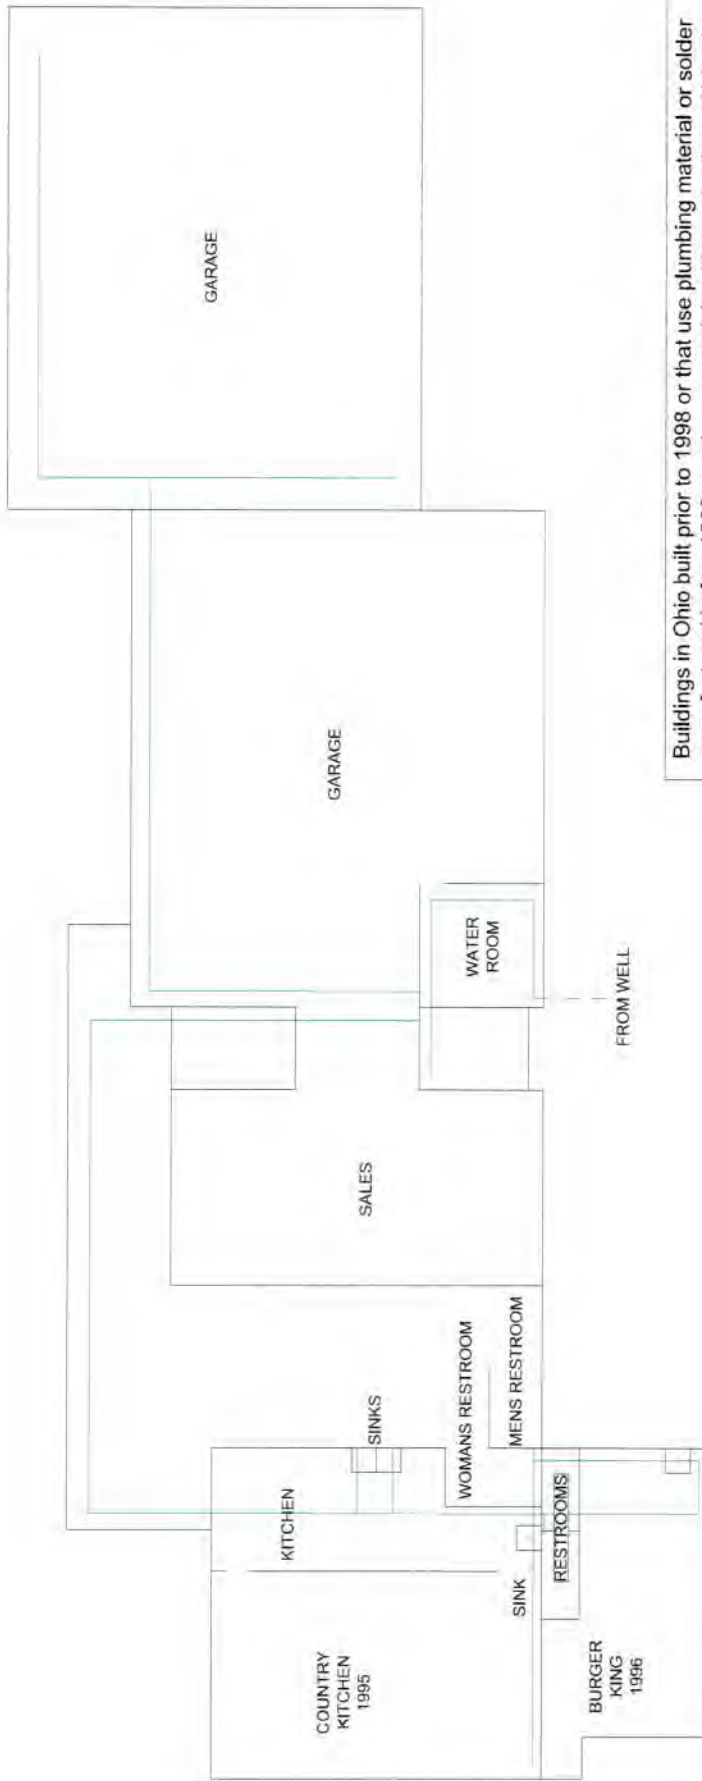 GARAGE
GARAGE
WATER
ROOM
FROM WELL
SALES
SINKS
WOMANS RESTROOM
MENS RESTROOM
KITCHEN
SINK
RESTROOMS
COUNTRY
KITCHEN
1995
BURGER
KING
1996
Buildings in Ohio built prior to 1998 or that use plumbing material or solder